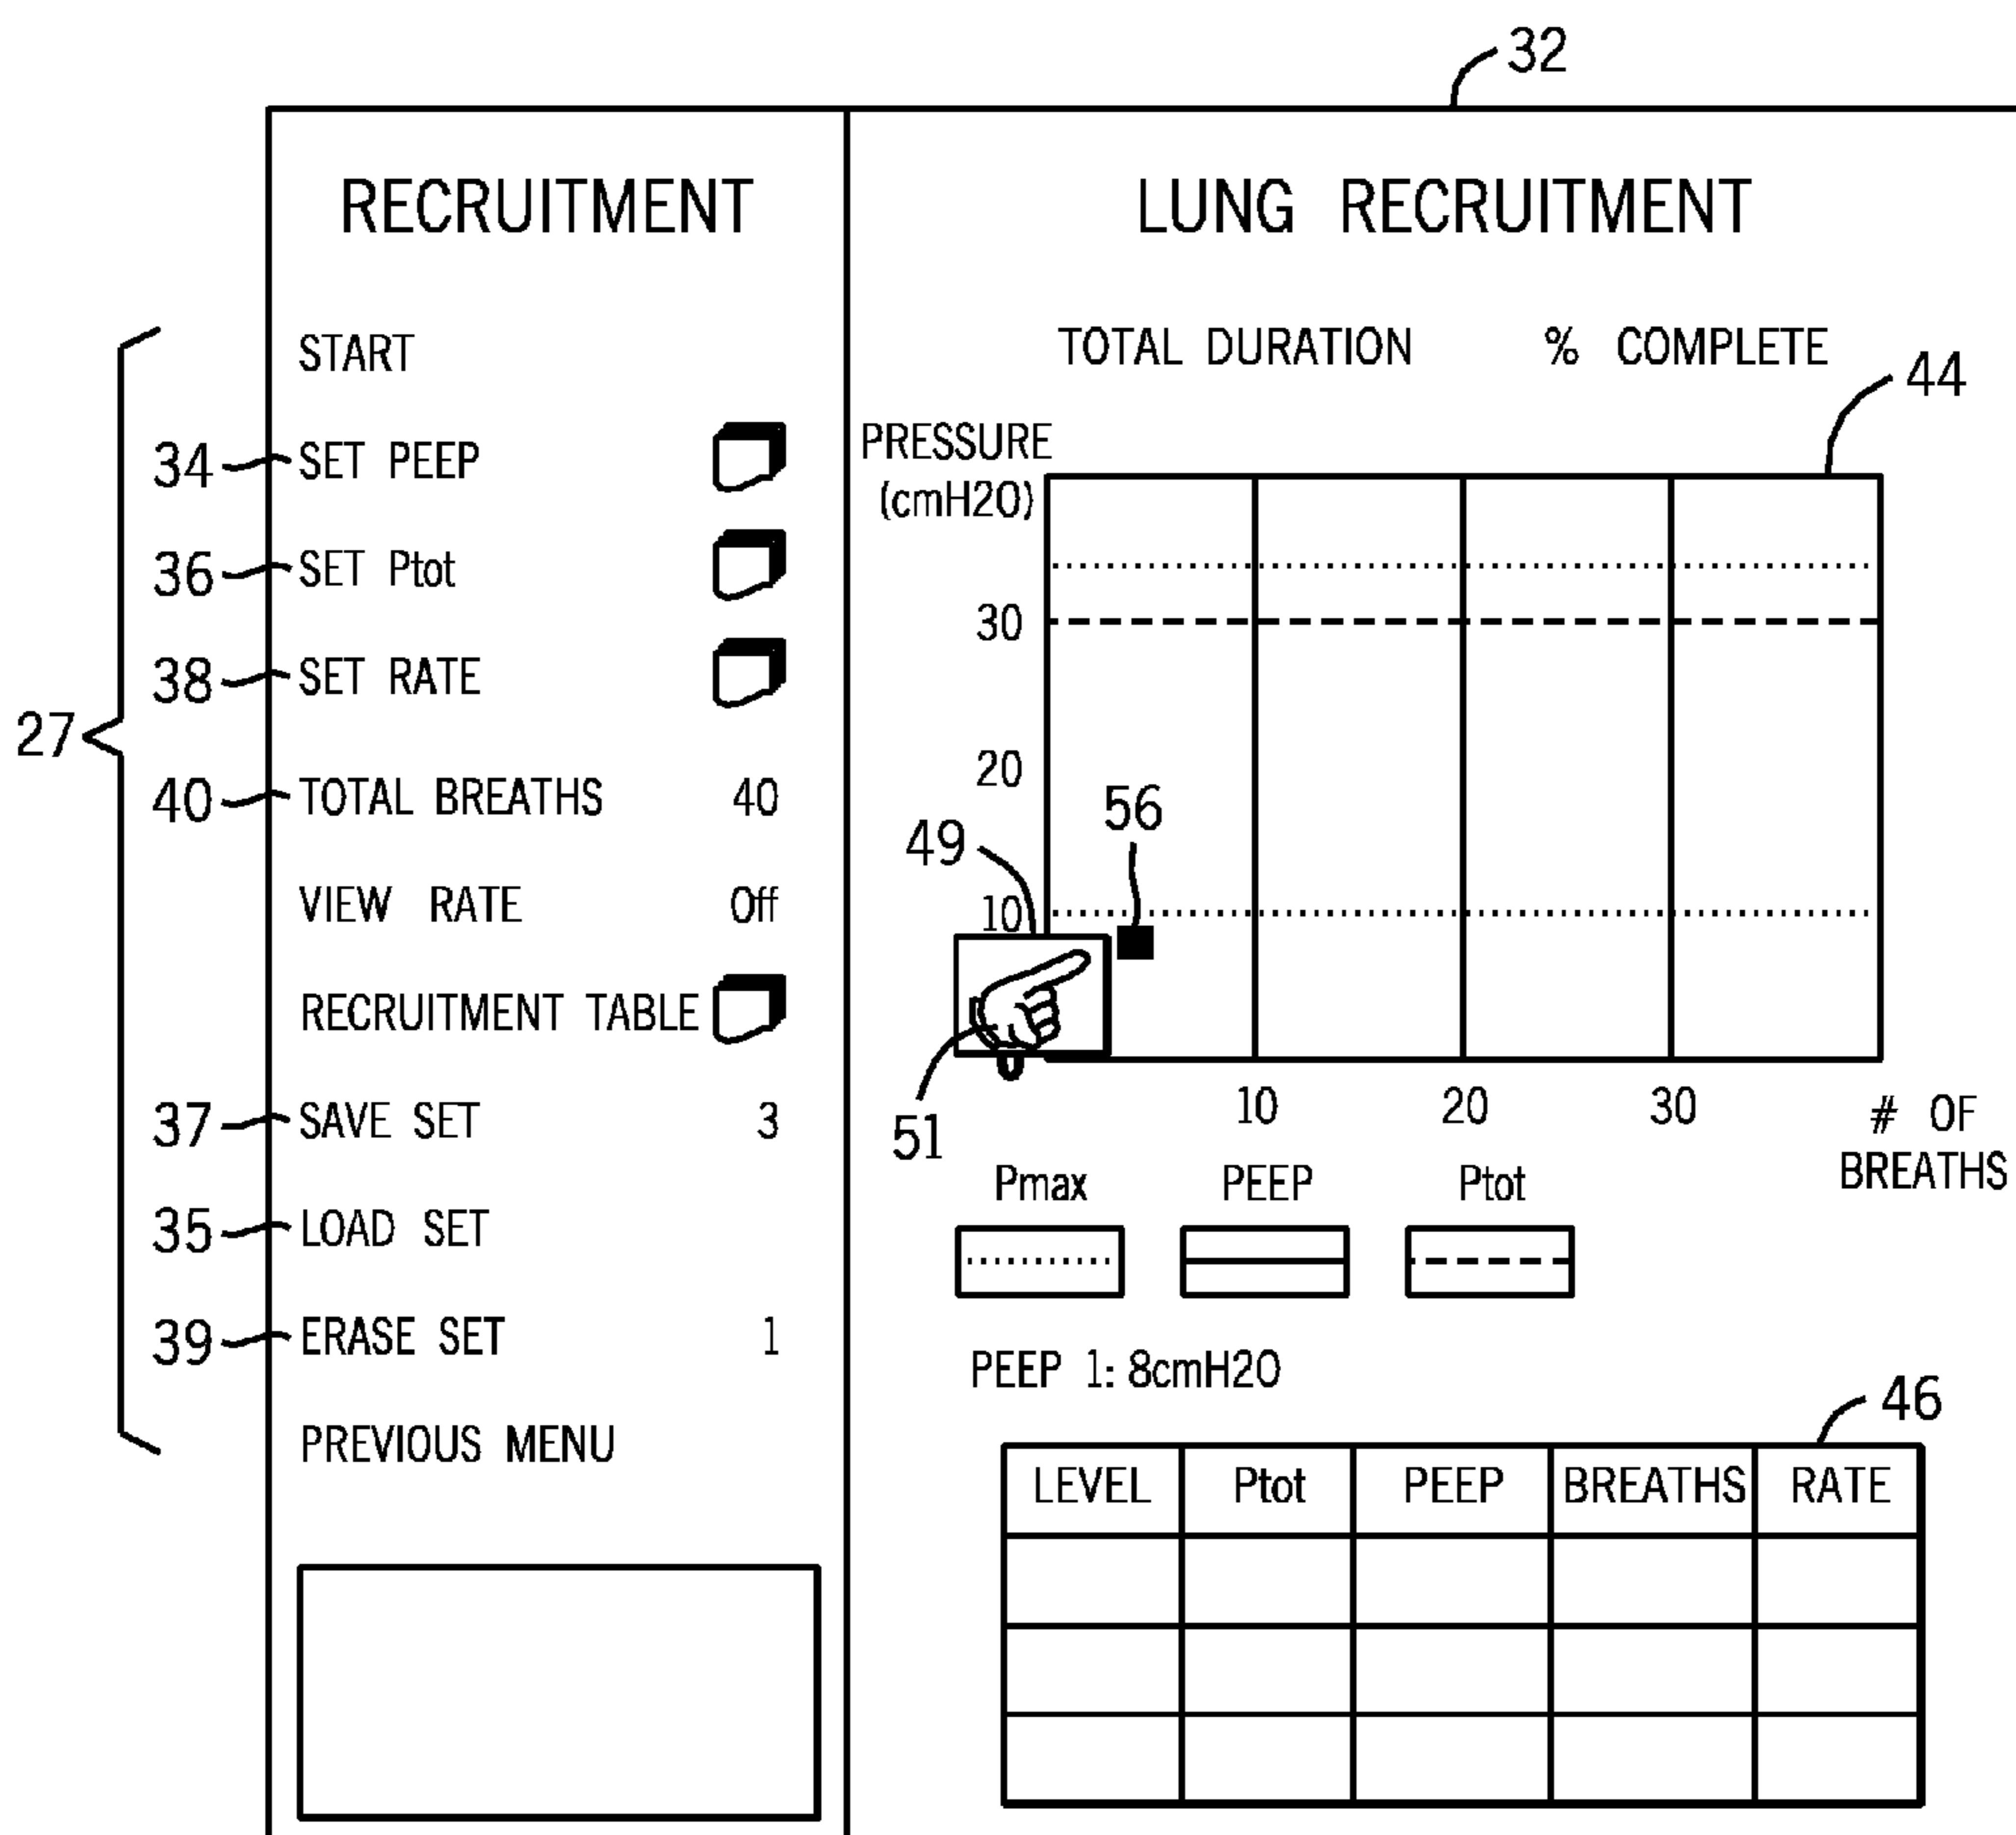 32
RECRUITMENT
LUNG RECRUITMENT
27
START
34 SET PEEP
36 SET Ptot
38 SET RATE
40 TOTAL BREATHS 40
VIEW RATE Off
RECRUITMENT TABLE
37 SAVE SET 3
35 LOAD SET
39 ERASE SET 1
PREVIOUS MENU
TOTAL DURATION % COMPLETE
44
PRESSURE
(cmH2O)
30
20
10
49
56
51
10 20 30 # OF
BREATHS
Pmax PEEP Ptot
PEEP 1: 8cmH2O
46
LEVEL Ptot PEEP BREATHS RATE